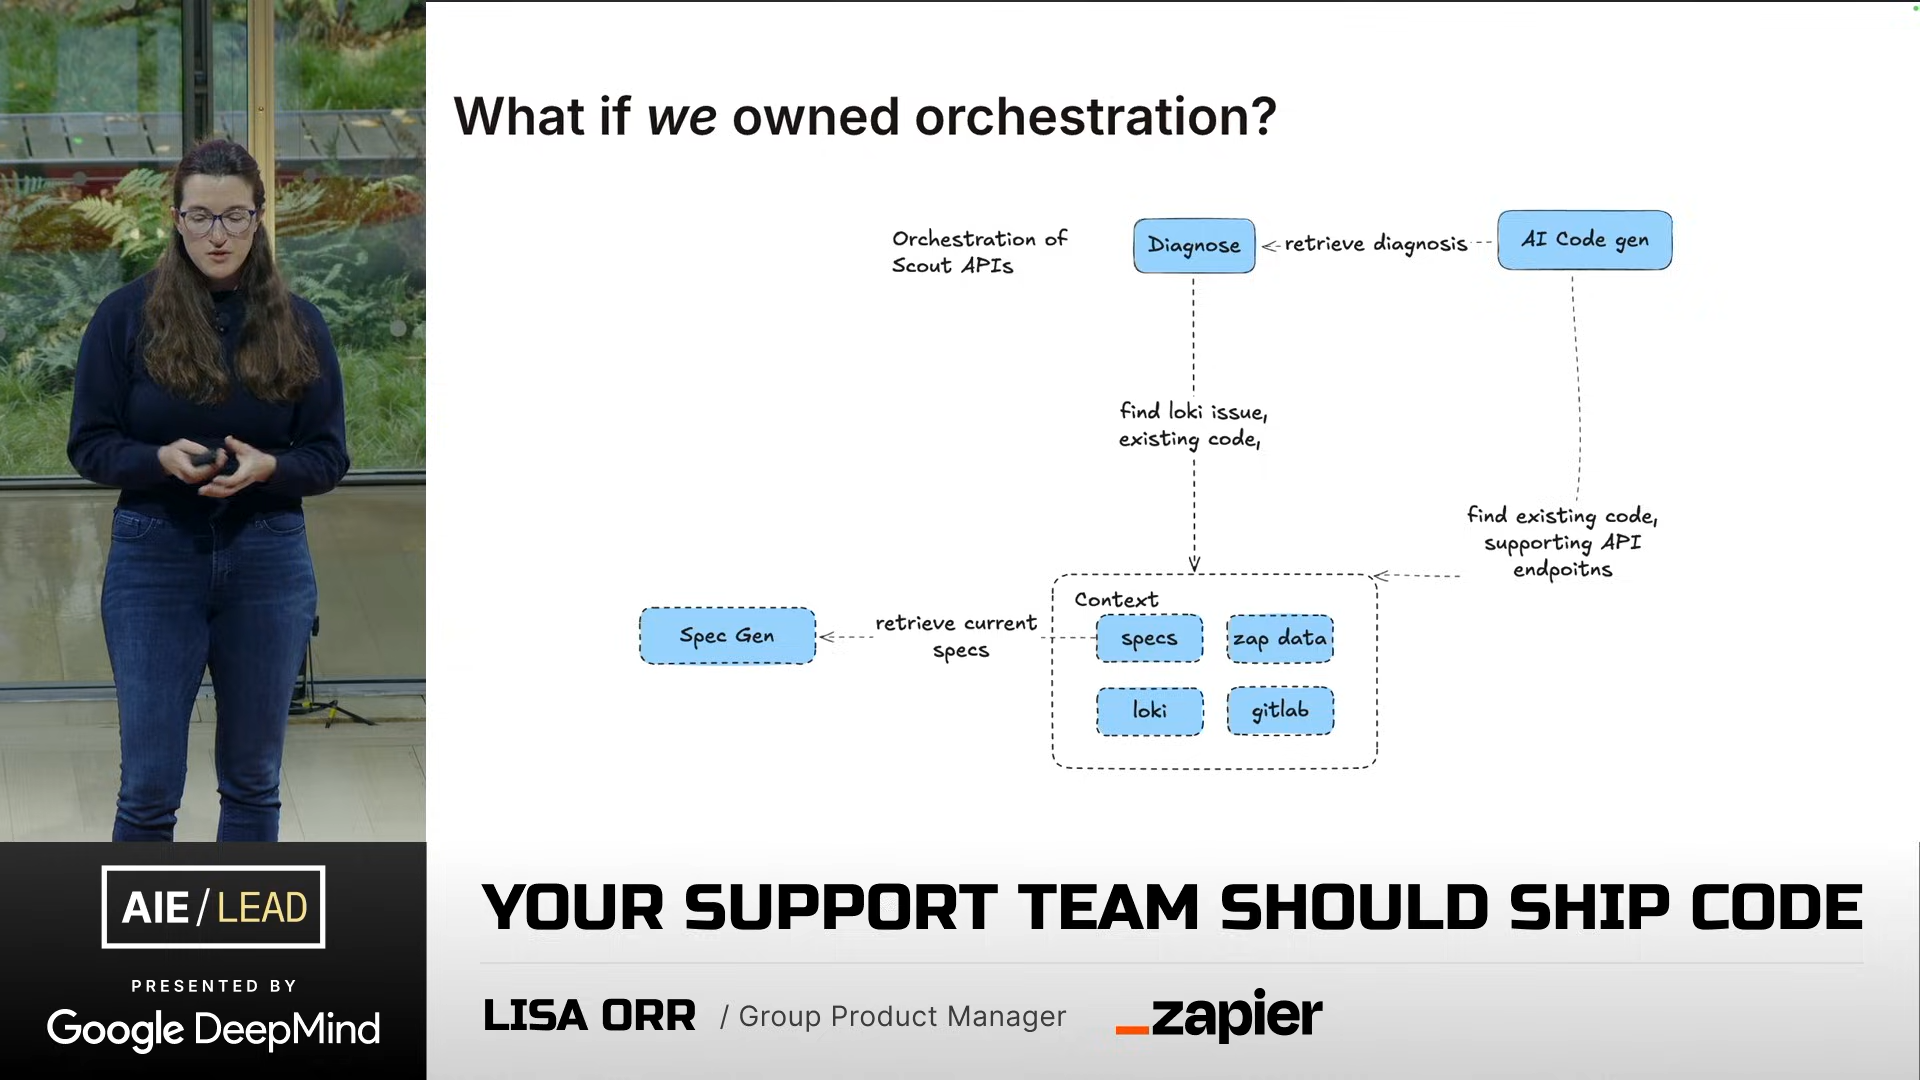 What if we owned orchestration?
Orchestration of
Scout APIs
Diagnose
retrieve diagnosis
AI Code gen
find loki issue,
existing code,
find existing code,
supporting API
endpoitns
Spec Gen
retrieve current
specs
Context
specs
zap data
loki
gitlab
AIE/LEAD
PRESENTED BY
Google DeepMind
YOUR SUPPORT TEAM SHOULD SHIP CODE
LISA ORR / Group Product Manager
zapier